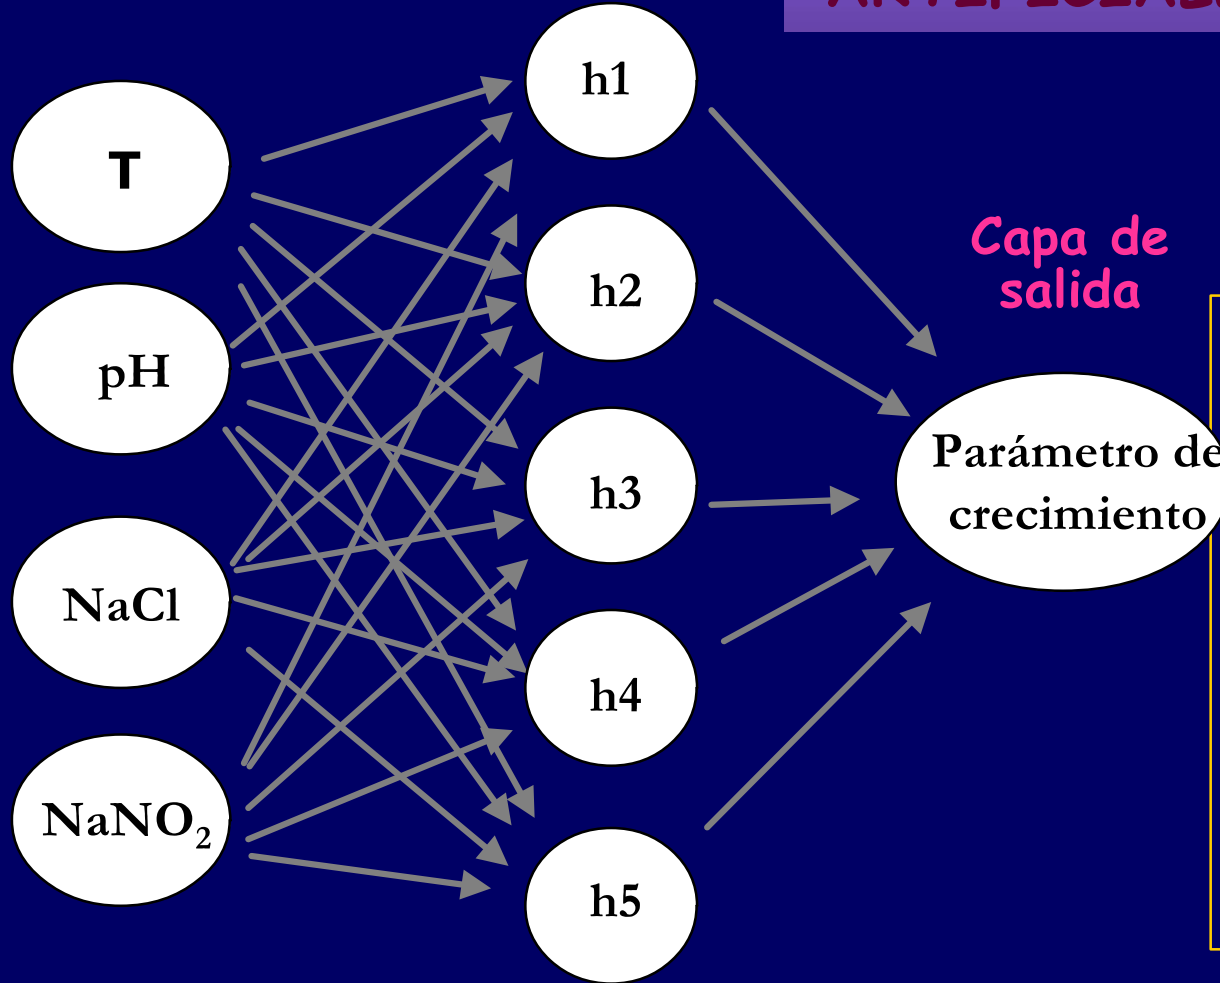 T
pH
NaCl
NaNO₂
h1
h2
h3
h4
h5
Capa de
salida
Parámetro de
crecimiento